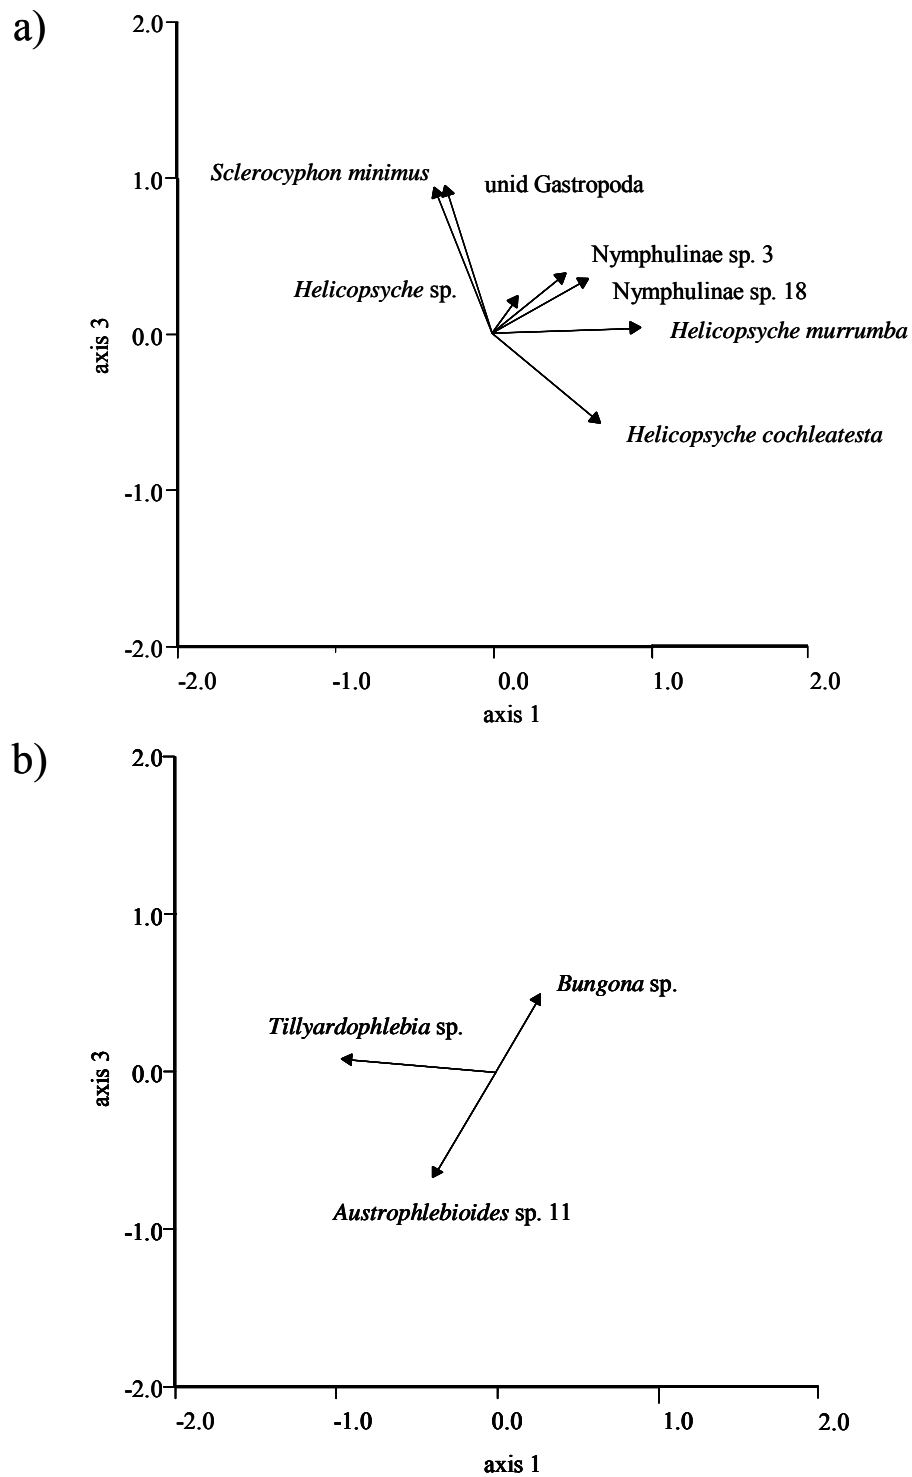 a)
2.0
Sclerocyphon minimus
1.0
unid Gastropoda
Nymphulinae sp. 3
Helicopsyche sp.
Nymphulinae sp. 18
axis 3
0.0
Helicopsyche murrumba
Helicopsyche cochleatesta
-1.0
-2.0
-2.0 -1.0 0.0 1.0 2.0
axis 1
b)
2.0
1.0
Bungona sp.
Tillyardophlebia sp.
axis 3
0.0
Austrophlebioides sp. 11
-1.0
-2.0
-2.0 -1.0 0.0 1.0 2.0
axis 1